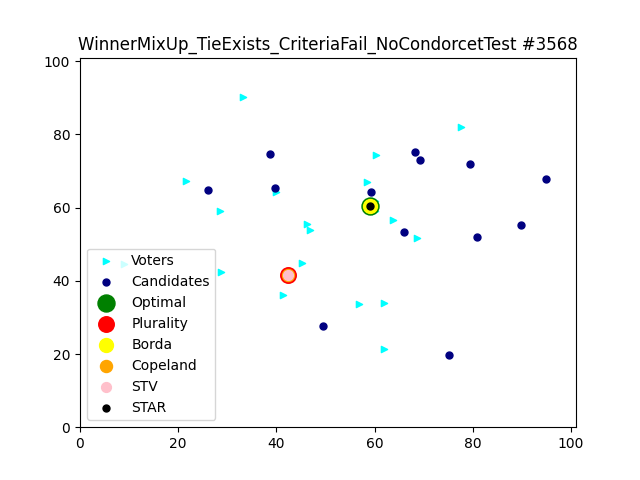 WinnerMixUp_TieExists_CriteriaFail_NoCondorcetTest #3568
100
80
60
40
20
0
Voters
Candidates
Optimal
Plurality
Borda
Copeland
STV
STAR
0 20 40 60 80 100